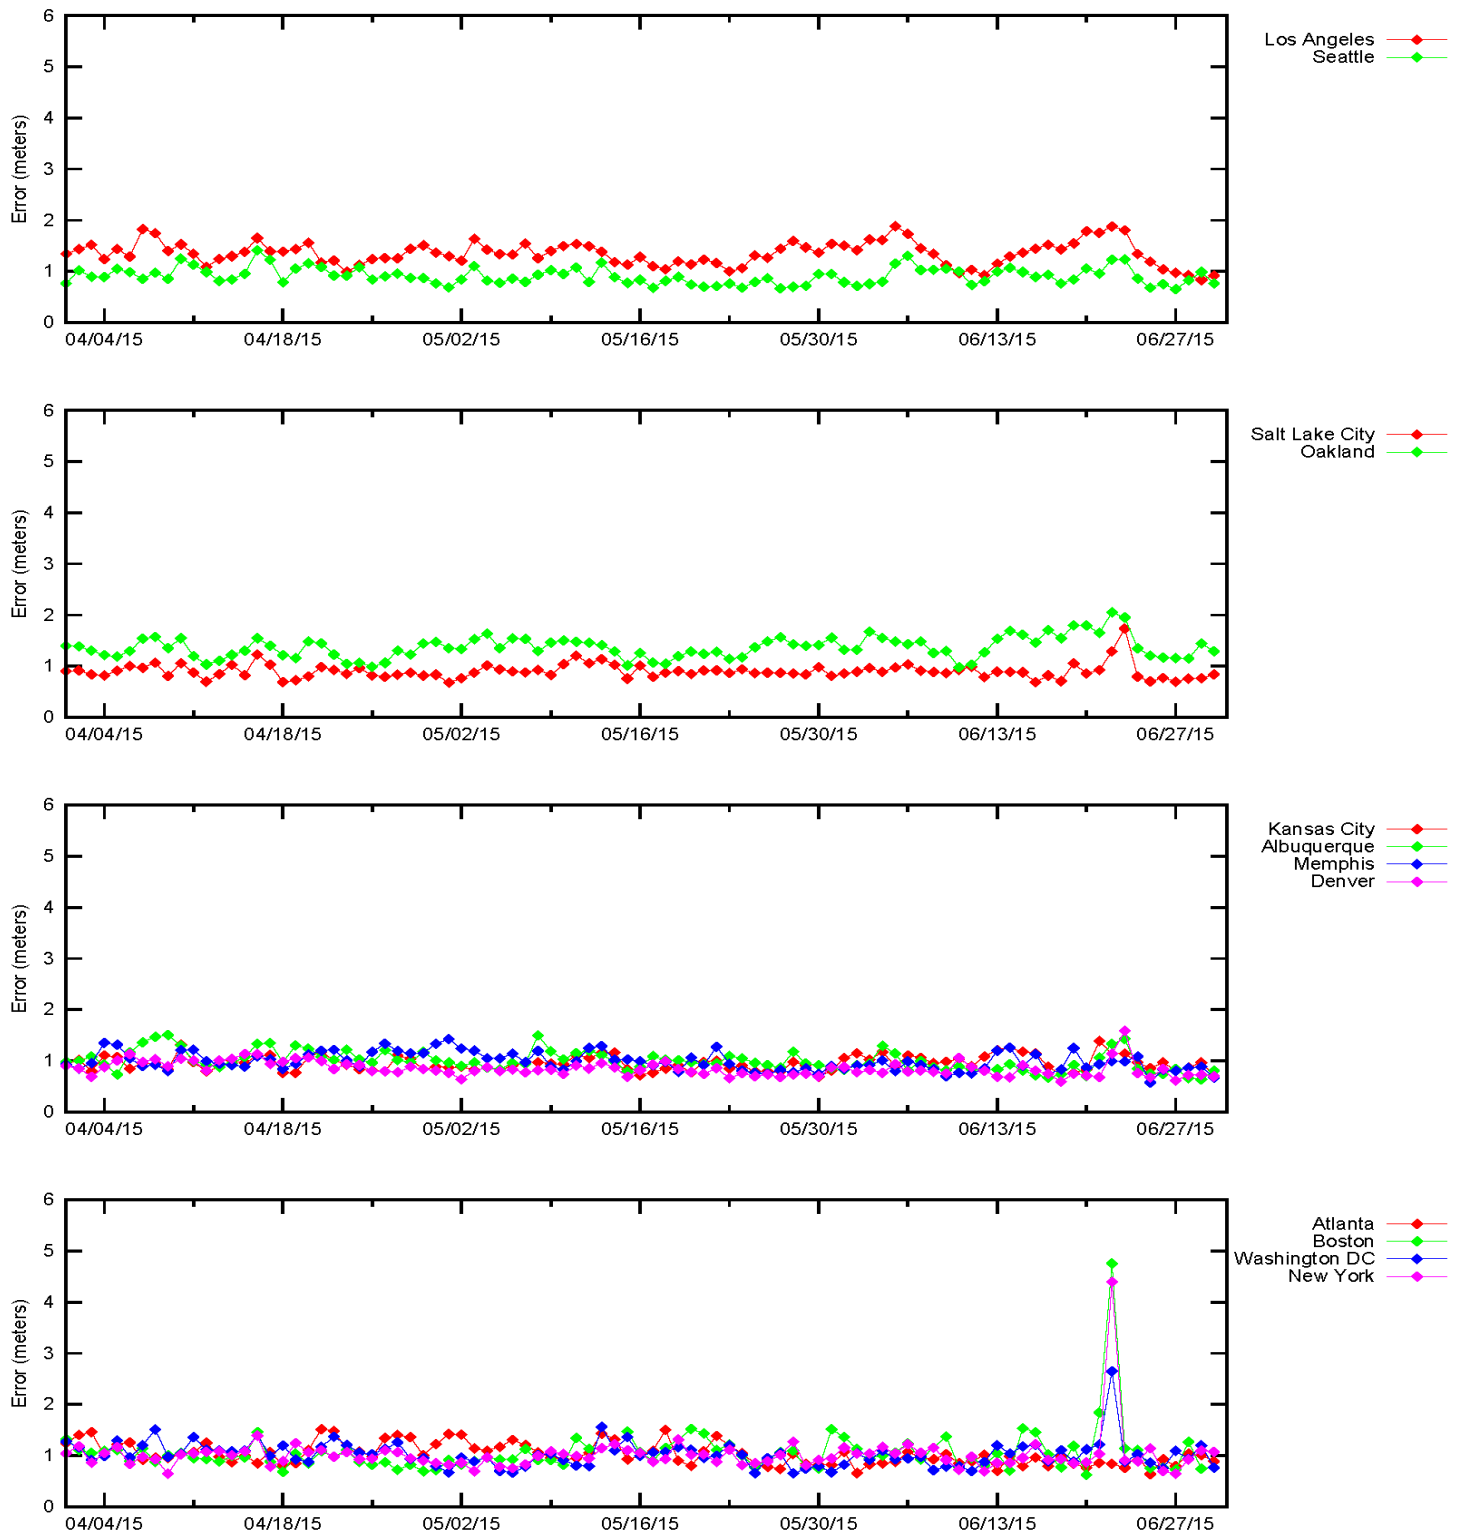 6
5
4
3
2
1
0
Error (meters)
04/04/15 04/18/15 05/02/15 05/16/15 05/30/15 06/13/15 06/27/15
Los Angeles
Seattle
6
5
4
3
2
1
0
Error (meters)
04/04/15 04/18/15 05/02/15 05/16/15 05/30/15 06/13/15 06/27/15
Salt Lake City
Oakland
6
5
4
3
2
1
0
Error (meters)
04/04/15 04/18/15 05/02/15 05/16/15 05/30/15 06/13/15 06/27/15
Kansas City
Albuquerque
Memphis
Denver
6
5
4
3
2
1
0
Error (meters)
04/04/15 04/18/15 05/02/15 05/16/15 05/30/15 06/13/15 06/27/15
Atlanta
Boston
Washington DC
New York